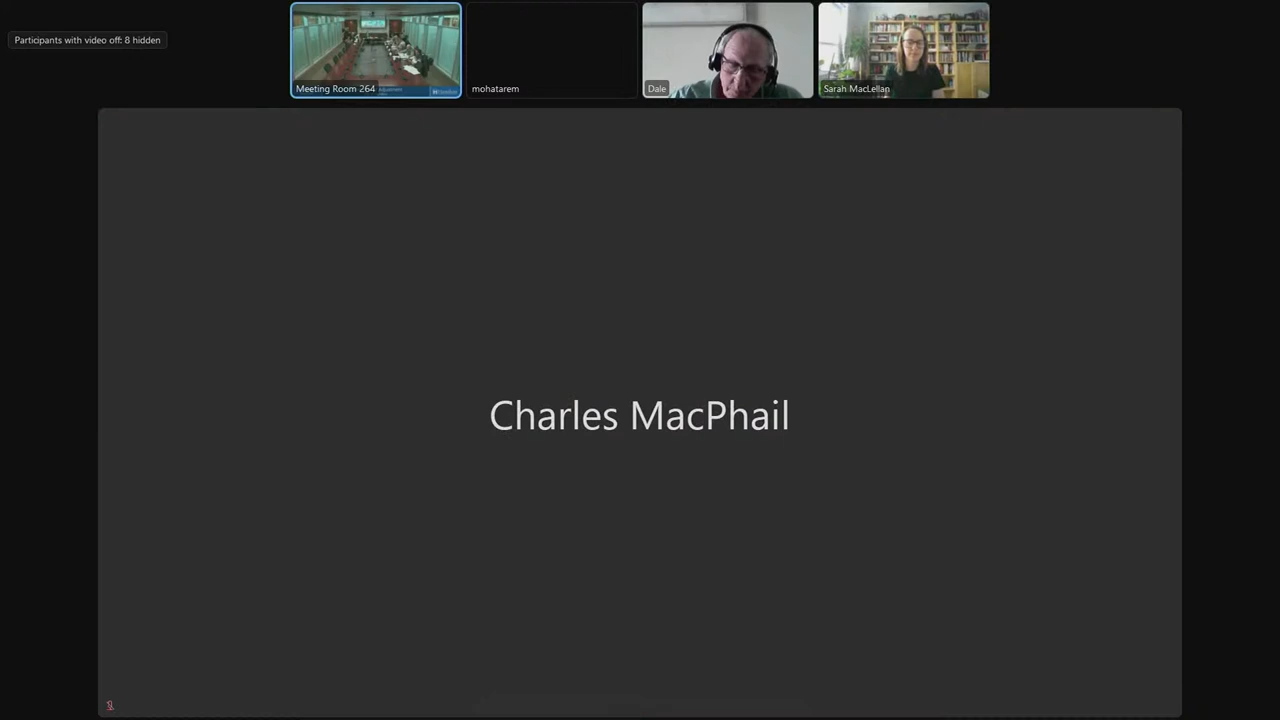 Participants with video off: 8 hidden
Meeting Room 264
mohatarem
Dale
Sarah MacLellan
Charles MacPhail